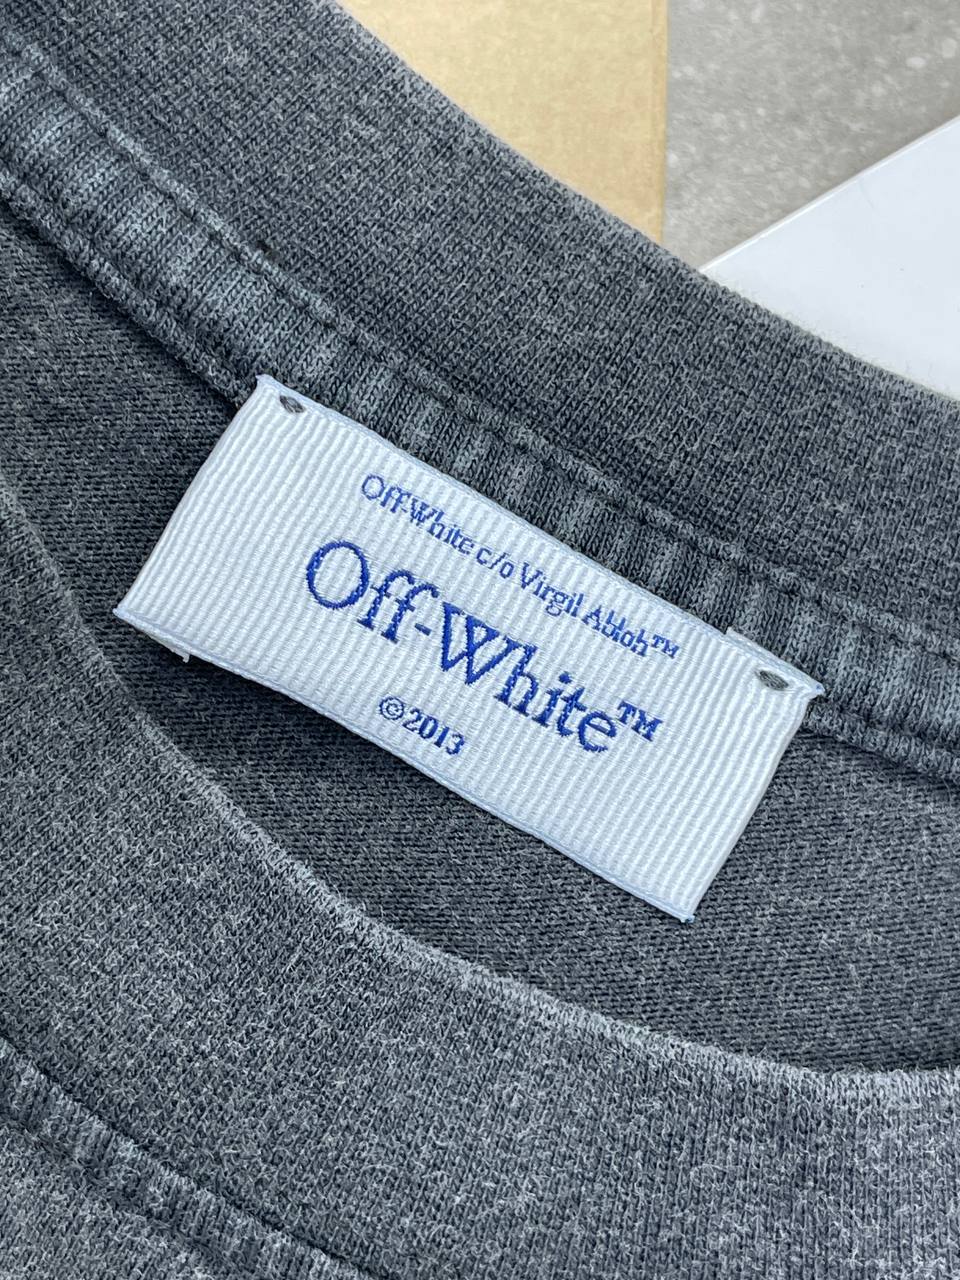 Off-White c/o Virgil Abloh™
Off-White™
©2013